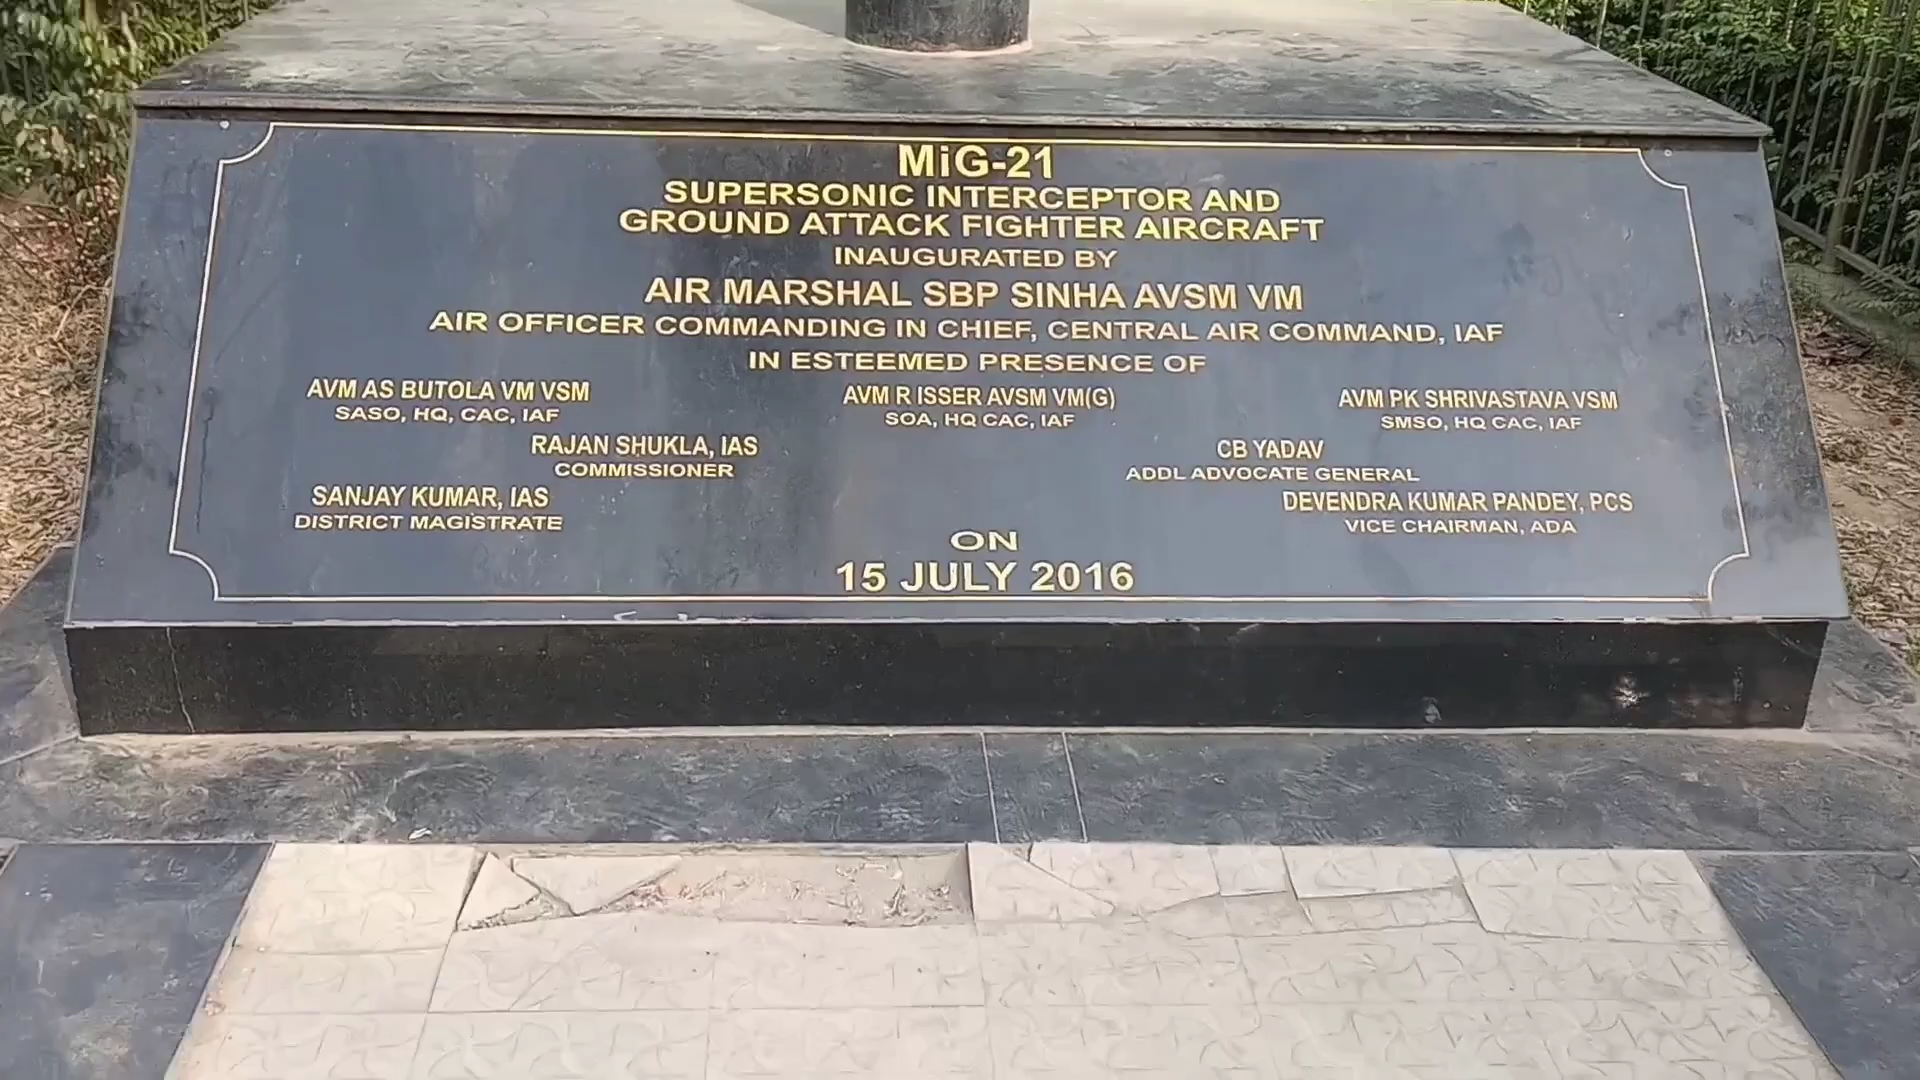 MiG-21
SUPERSONIC INTERCEPTOR AND
GROUND ATTACK FIGHTER AIRCRAFT
INAUGURATED BY
AIR MARSHAL SBP SINHA AVSM VM
AIR OFFICER COMMANDING IN CHIEF, CENTRAL AIR COMMAND, IAF
IN ESTEEMED PRESENCE OF
AVM AS BUTOLA VM VSM AVM R ISSER AVSM VM(G) AVM PK SHRIVASTAVA VSM
SASO, HQ, CAC, IAF SOA, HQ CAC, IAF SMSO, HQ CAC, IAF
RAJAN SHUKLA, IAS CB YADAV
COMMISSIONER ADDL ADVOCATE GENERAL
SANJAY KUMAR, IAS DEVENDRA KUMAR PANDEY, PCS
DISTRICT MAGISTRATE VICE CHAIRMAN, ADA
ON
15 JULY 2016